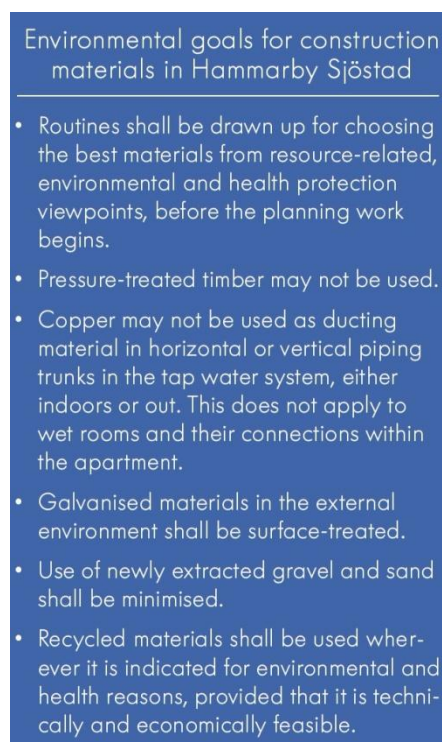 Environmental goals for construction
materials in Hammarby Sjöstad
• Routines shall be drawn up for choosing
the best materials from resource-related,
environmental and health protection
viewpoints, before the planning work
begins.
• Pressure-treated timber may not be used.
• Copper may not be used as ducting
material in horizontal or vertical piping
trunks in the tap water system, either
indoors or out. This does not apply to
wet rooms and their connections within
the apartment.
• Galvanised materials in the external
environment shall be surface-treated.
• Use of newly extracted gravel and sand
shall be minimised.
• Recycled materials shall be used wher-
ever it is indicated for environmental and
health reasons, provided that it is techni-
cally and economically feasible.